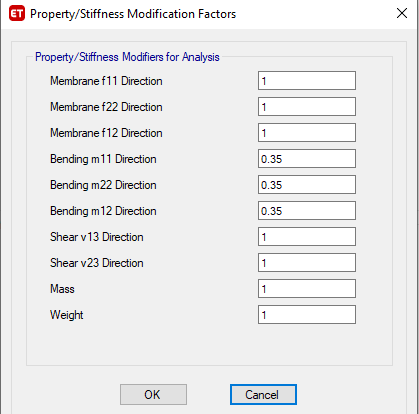 ET Property/Stiffness Modification Factors
Property/Stiffness Modifiers for Analysis
Membrane f11 Direction 1
Membrane f22 Direction 1
Membrane f12 Direction 1
Bending m11 Direction 0.35
Bending m22 Direction 0.35
Bending m12 Direction 0.35
Shear v13 Direction 1
Shear v23 Direction 1
Mass 1
Weight 1
OK Cancel